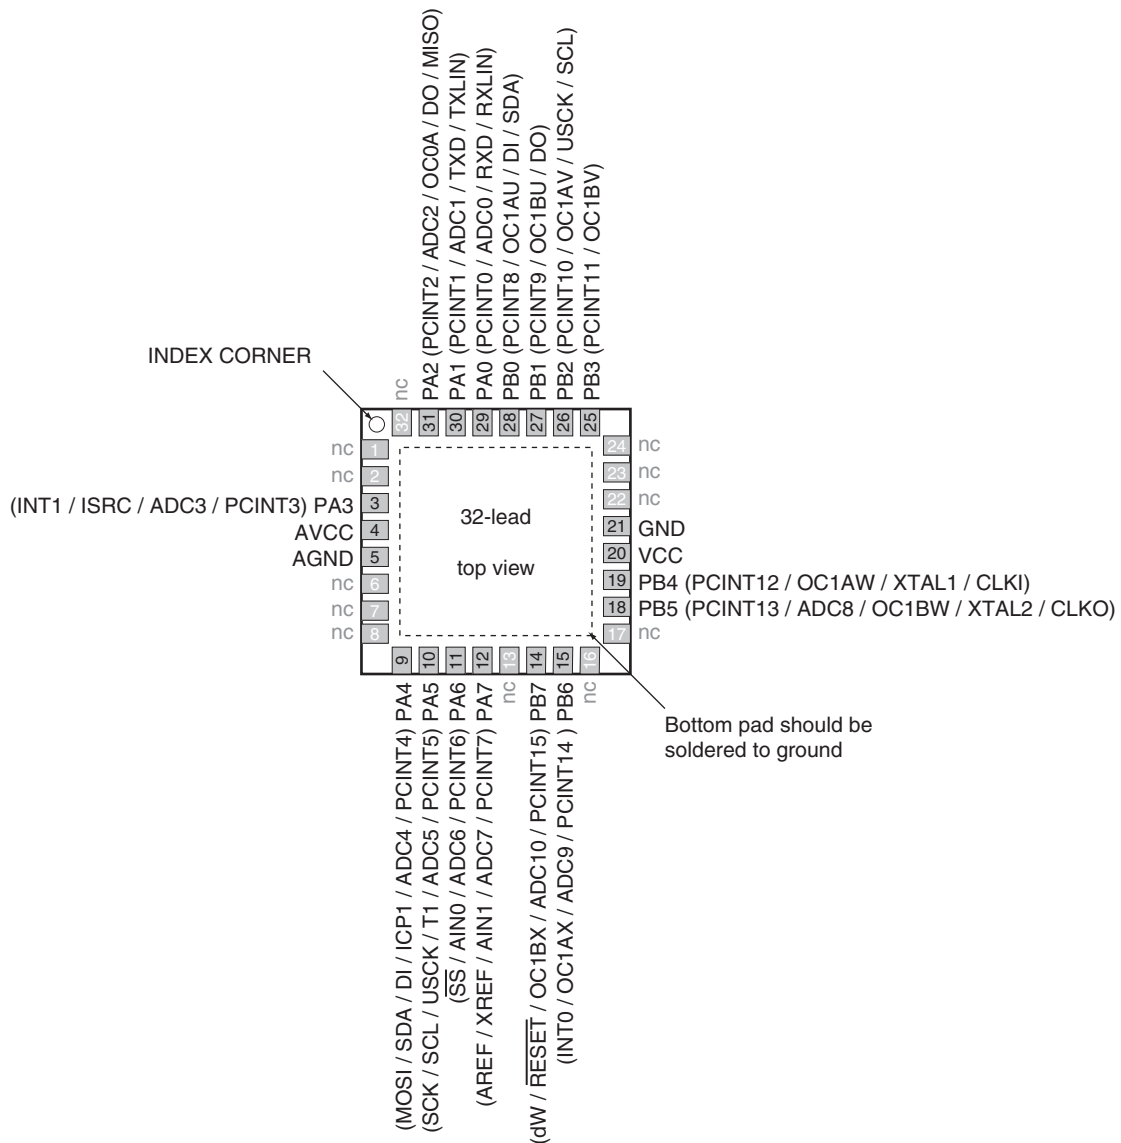 PA2 (PCINT2 / ADC2 / OC0A / DO / MISO)
PA1 (PCINT1 / ADC1 / TXD / TXLIN)
PA0 (PCINT0 / ADC0 / RXD / RXLIN)
PB0 (PCINT8 / OC1AU / DI / SDA)
PB1 (PCINT9 / OC1BU / DO)
PB2 (PCINT10 / OC1AV / USCK / SCL)
PB3 (PCINT11 / OC1BV)
INDEX CORNER
nc
32
31
30
29
28
27
26
25
nc 1
nc 2
(INT1 / ISRC / ADC3 / PCINT3) PA3 3
AVCC 4
AGND 5
nc 6
nc 7
nc 8
32-lead
top view
24 nc
23 nc
22 nc
21 GND
20 VCC
19 PB4 (PCINT12 / OC1AW / XTAL1 / CLKI)
18 PB5 (PCINT13 / ADC8 / OC1BW / XTAL2 / CLKO)
17 nc
9
10
11
12
13
14
15
16
(MOSI / SDA / DI / ICP1 / ADC4 / PCINT4) PA4
(SCK / SCL / USCK / T1 / ADC5 / PCINT5) PA5
(SS / AIN0 / ADC6 / PCINT6) PA6
(AREF / XREF / AIN1 / ADC7 / PCINT7) PA7
nc
(dW / RESET / OC1BX / ADC10 / PCINT15) PB7
(INT0 / OC1AX / ADC9 / PCINT14 ) PB6
nc
Bottom pad should be
soldered to ground